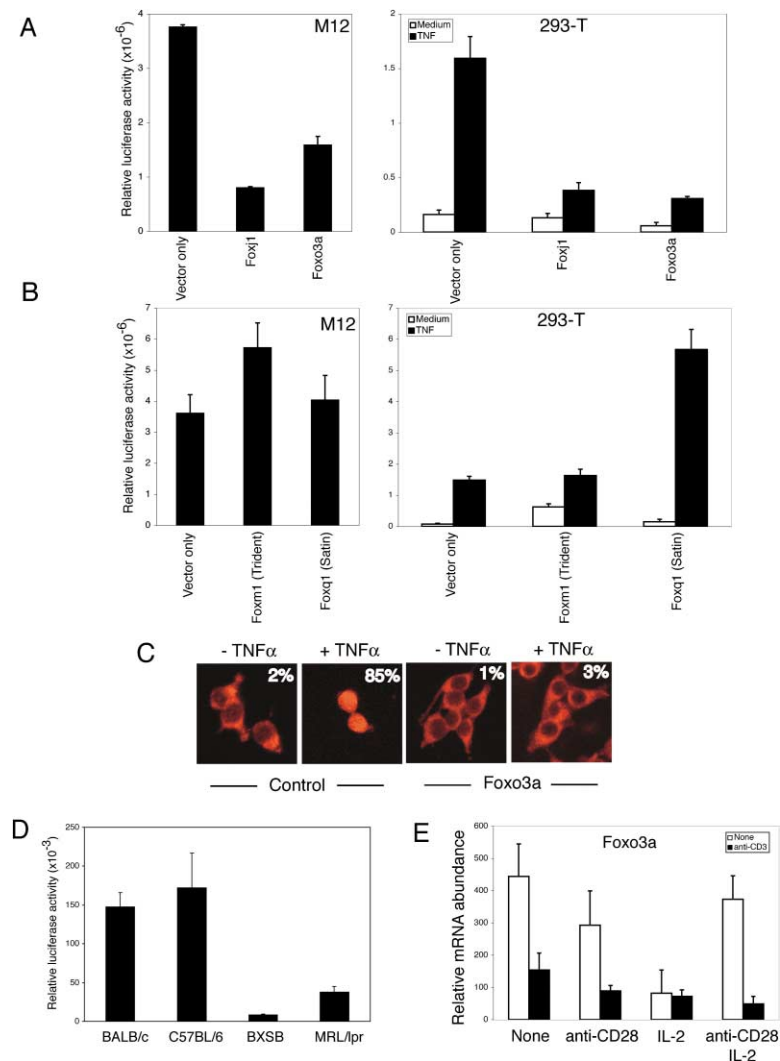 A
M12
Relative luciferase activity (x10-6)
4
3
2
1
0
Vector only
Foxj1
Foxo3a
293-T
Medium
TNF
2
1.5
1
0.5
0
Vector only
Foxj1
Foxo3a
B
M12
Relative luciferase activity (x10-6)
7
6
5
4
3
2
1
0
Vector only
Foxm1 (Trident)
Foxq1 (Satin)
293-T
Medium
TNF
7
6
5
4
3
2
1
0
Vector only
Foxm1 (Trident)
Foxq1 (Satin)
C
- TNFα + TNFα - TNFα + TNFα
2% 85% 1% 3%
Control Foxo3a
D
Relative luciferase activity (x10-3)
250
200
150
100
50
0
BALB/c C57BL/6 BXSB MRL/lpr
E
Foxo3a
None
anti-CD3
Relative mRNA abundance
600
500
400
300
200
100
0
None anti-CD28 IL-2 anti-CD28
IL-2